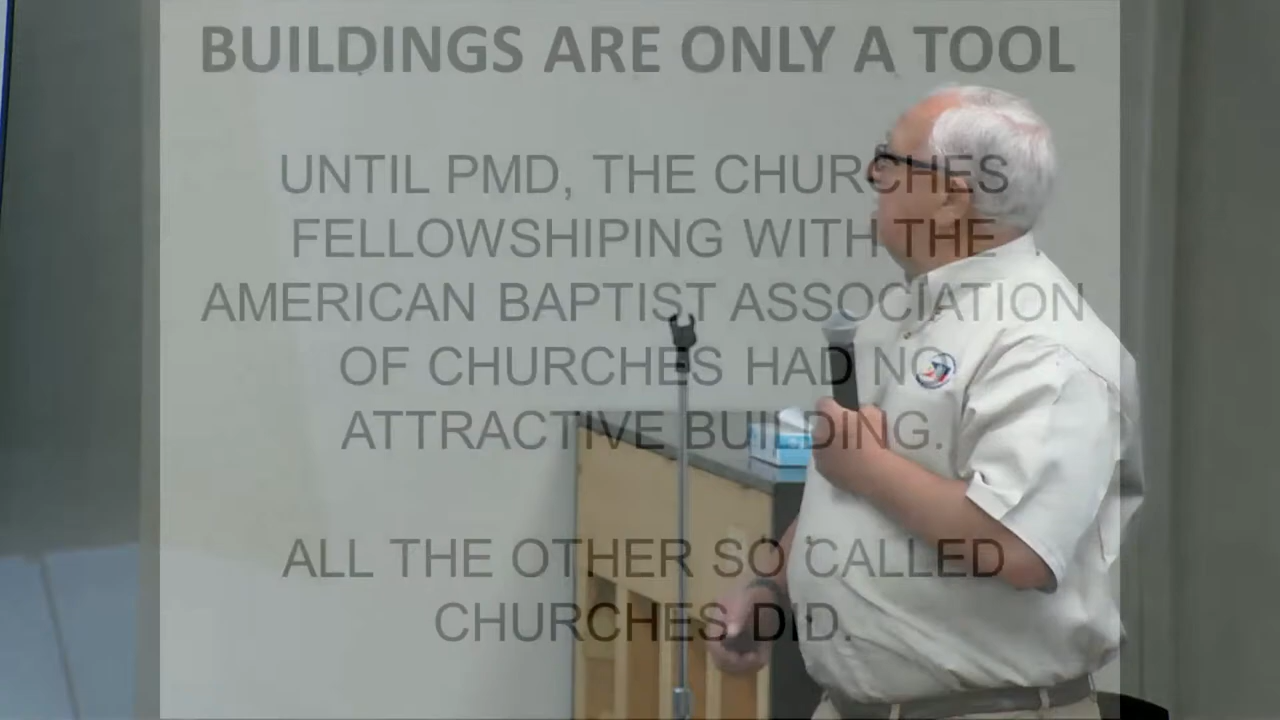 BUILDINGS ARE ONLY A TOOL
UNTIL PMD, THE CHURCHES
FELLOWSHIPING WITH THE
AMERICAN BAPTIST ASSOCIATION
OF CHURCHES HAD NO
ATTRACTIVE BUILDING.
ALL THE OTHER SO CALLED
CHURCHES DID.